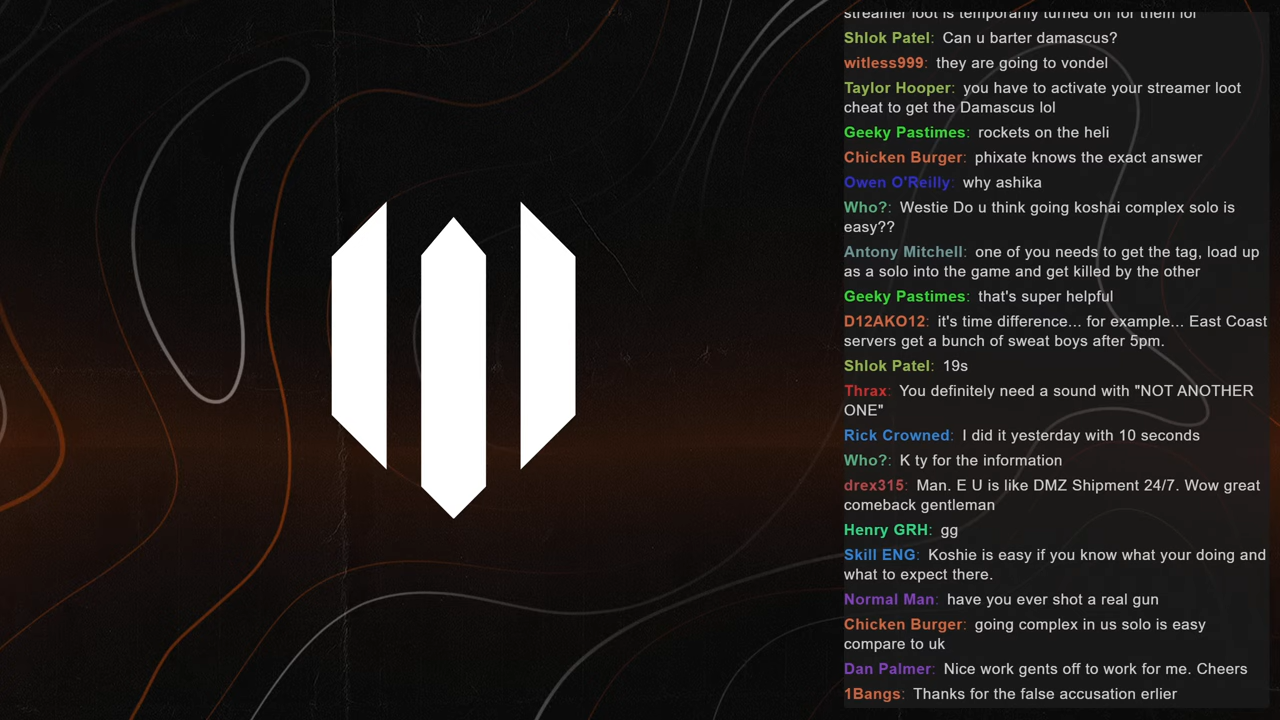 streamer loot is temporarily turned off for them lol
Shlok Patel: Can u barter damascus?
witless999: they are going to vondel
Taylor Hooper: you have to activate your streamer loot
cheat to get the Damascus lol
Geeky Pastimes: rockets on the heli
Chicken Burger: phixate knows the exact answer
Owen O'Reilly: why ashika
Who?: Westie Do u think going koshai complex solo is
easy??
Antony Mitchell: one of you needs to get the tag, load up
as a solo into the game and get killed by the other
Geeky Pastimes: that's super helpful
D12AKO12: it's time difference... for example... East Coast
servers get a bunch of sweat boys after 5pm.
Shlok Patel: 19s
Thrax: You definitely need a sound with "NOT ANOTHER
ONE"
Rick Crowned: I did it yesterday with 10 seconds
Who?: K ty for the information
drex315: Man. E U is like DMZ Shipment 24/7. Wow great
comeback gentleman
Henry GRH: gg
Skill ENG: Koshie is easy if you know what your doing and
what to expect there.
Normal Man: have you ever shot a real gun
Chicken Burger: going complex in us solo is easy
compare to uk
Dan Palmer: Nice work gents off to work for me. Cheers
1Bangs: Thanks for the false accusation erlier